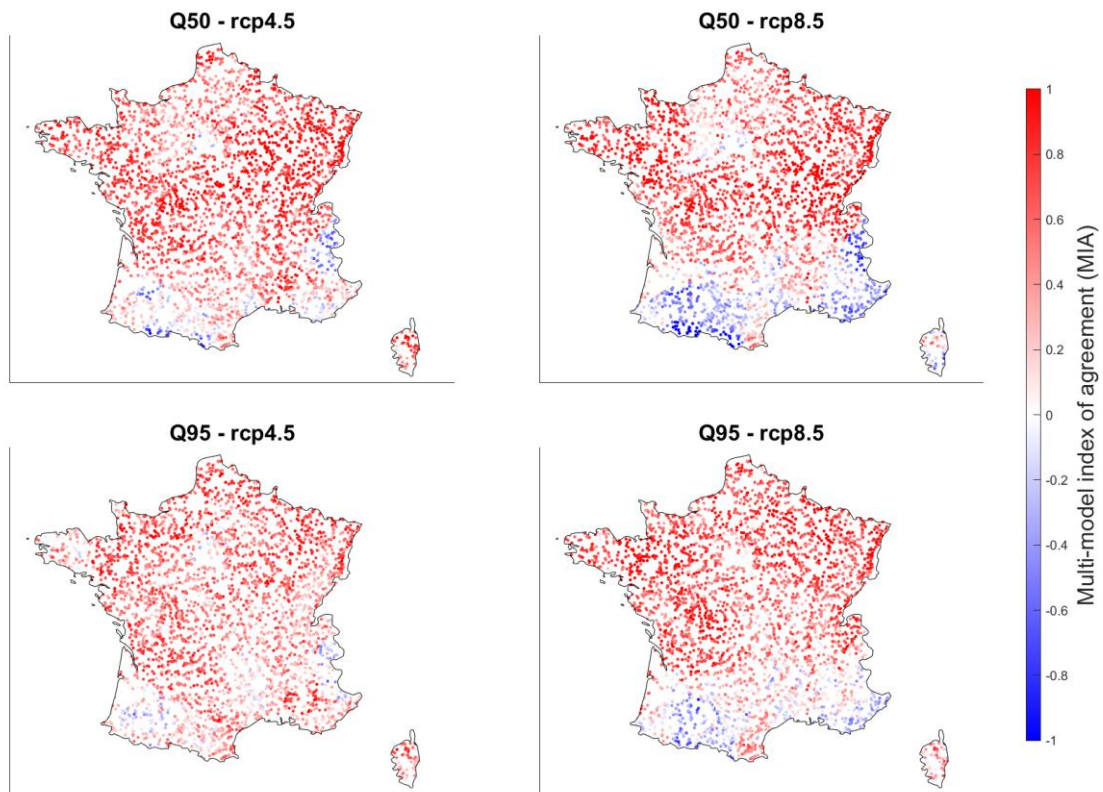 Q50 - rcp4.5
Q50 - rcp8.5
Q95 - rcp4.5
Q95 - rcp8.5
1
0.8
0.6
0.4
0.2
0
-0.2
-0.4
-0.6
-0.8
-1
Multi-model index of agreement (MIA)